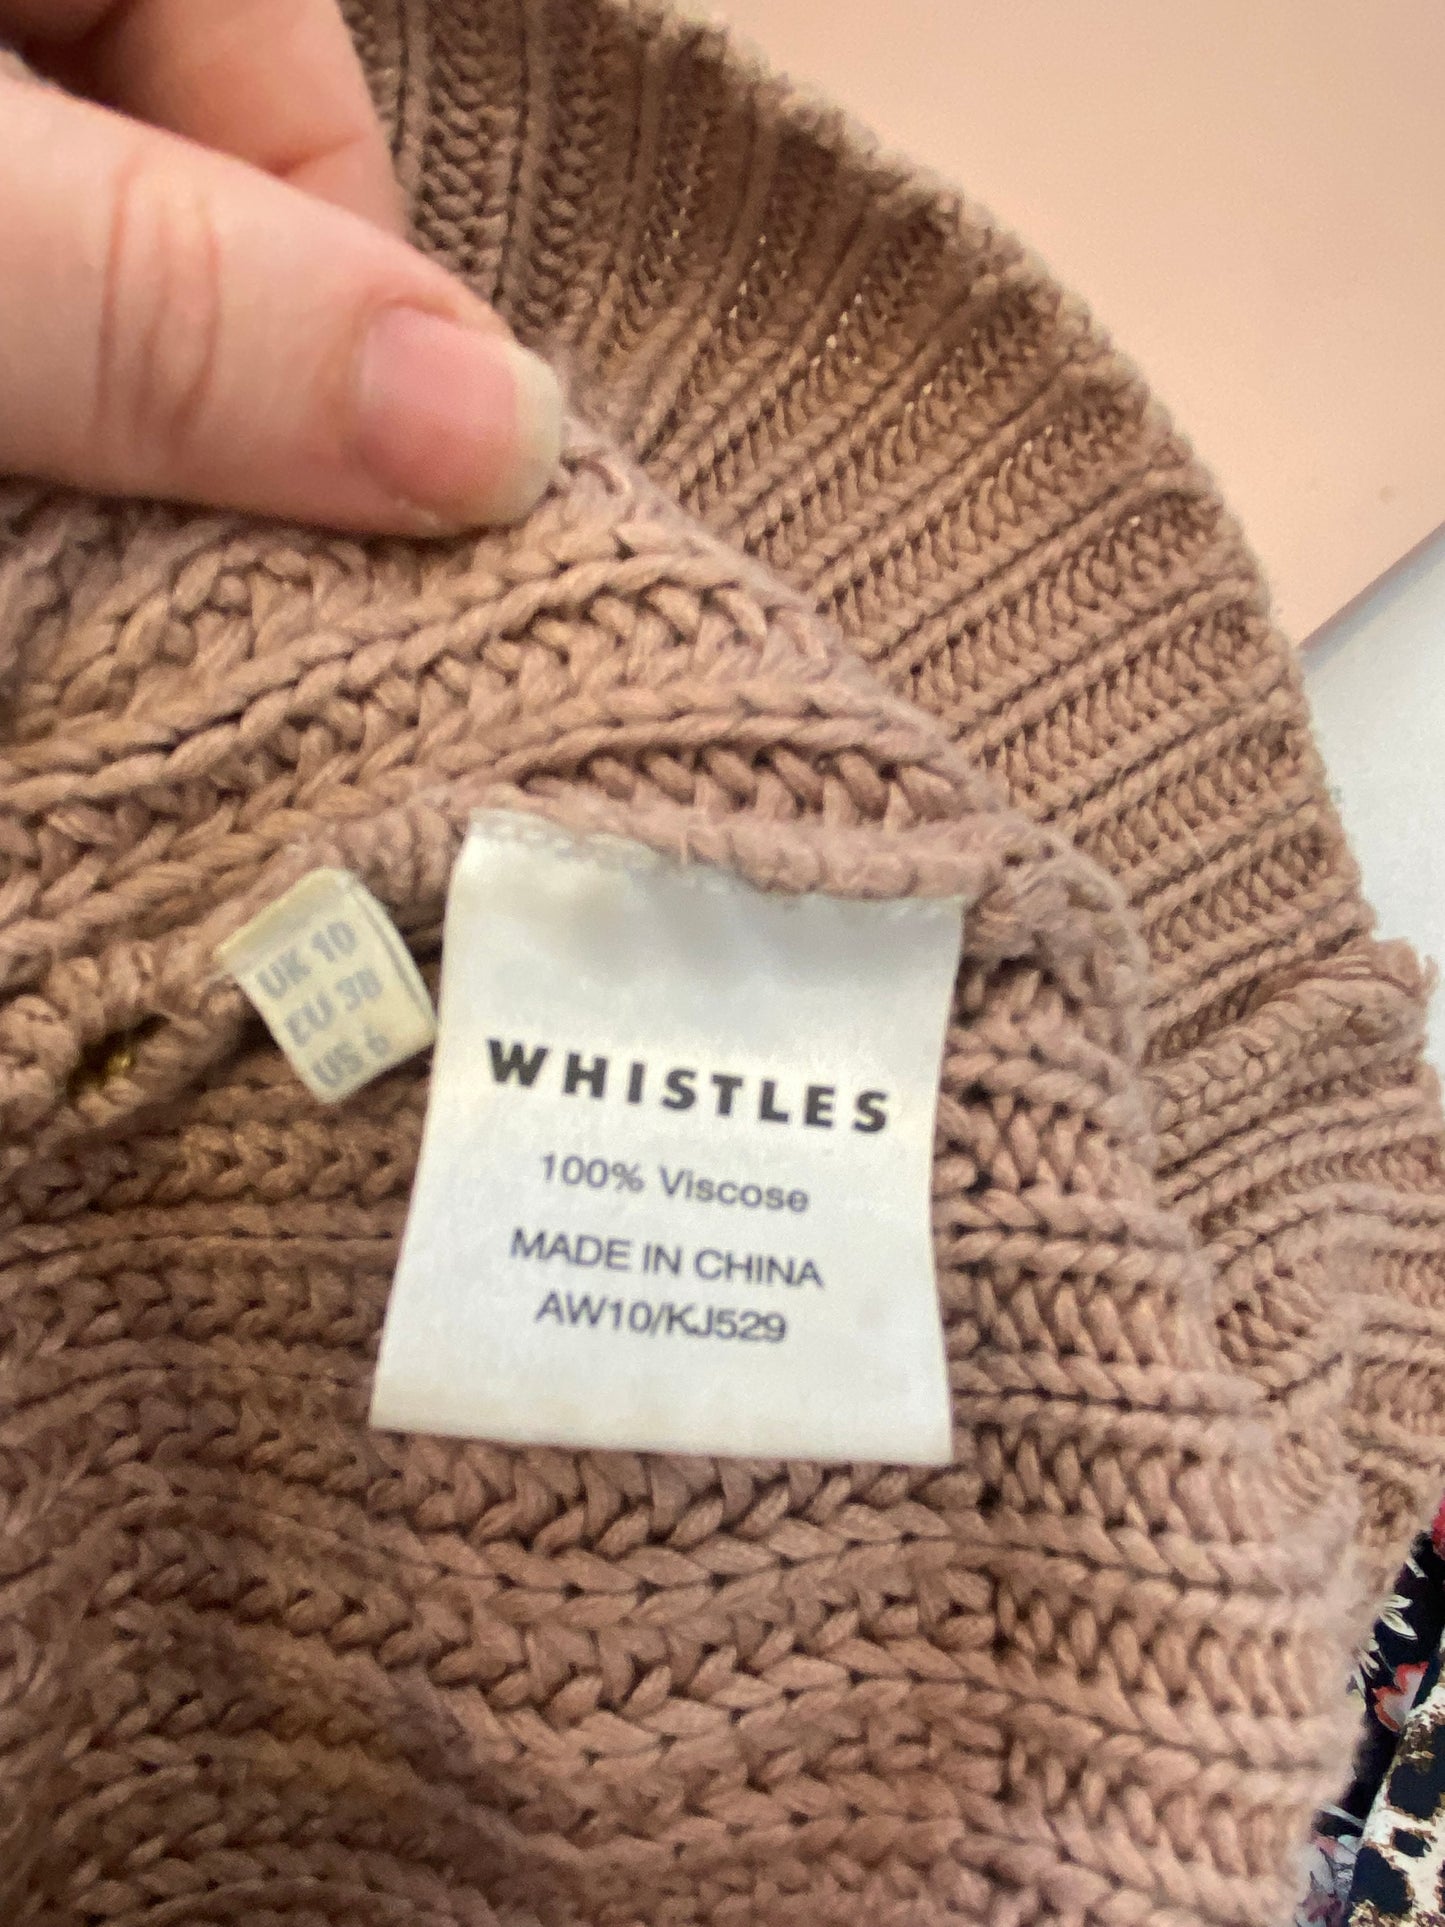 UK 10
EU 38
US 6
WHISTLES
100% Viscose
MADE IN CHINA
AW10/KJ529